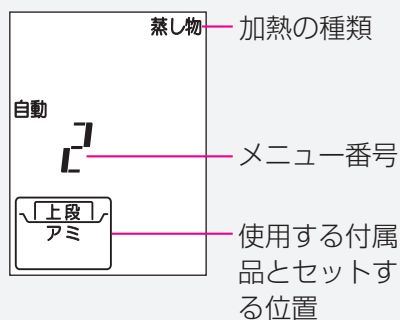 蒸し物
加熱の種類
自動
2
メニュー番号
上段
アミ
使用する付属
品とセットす
る位置